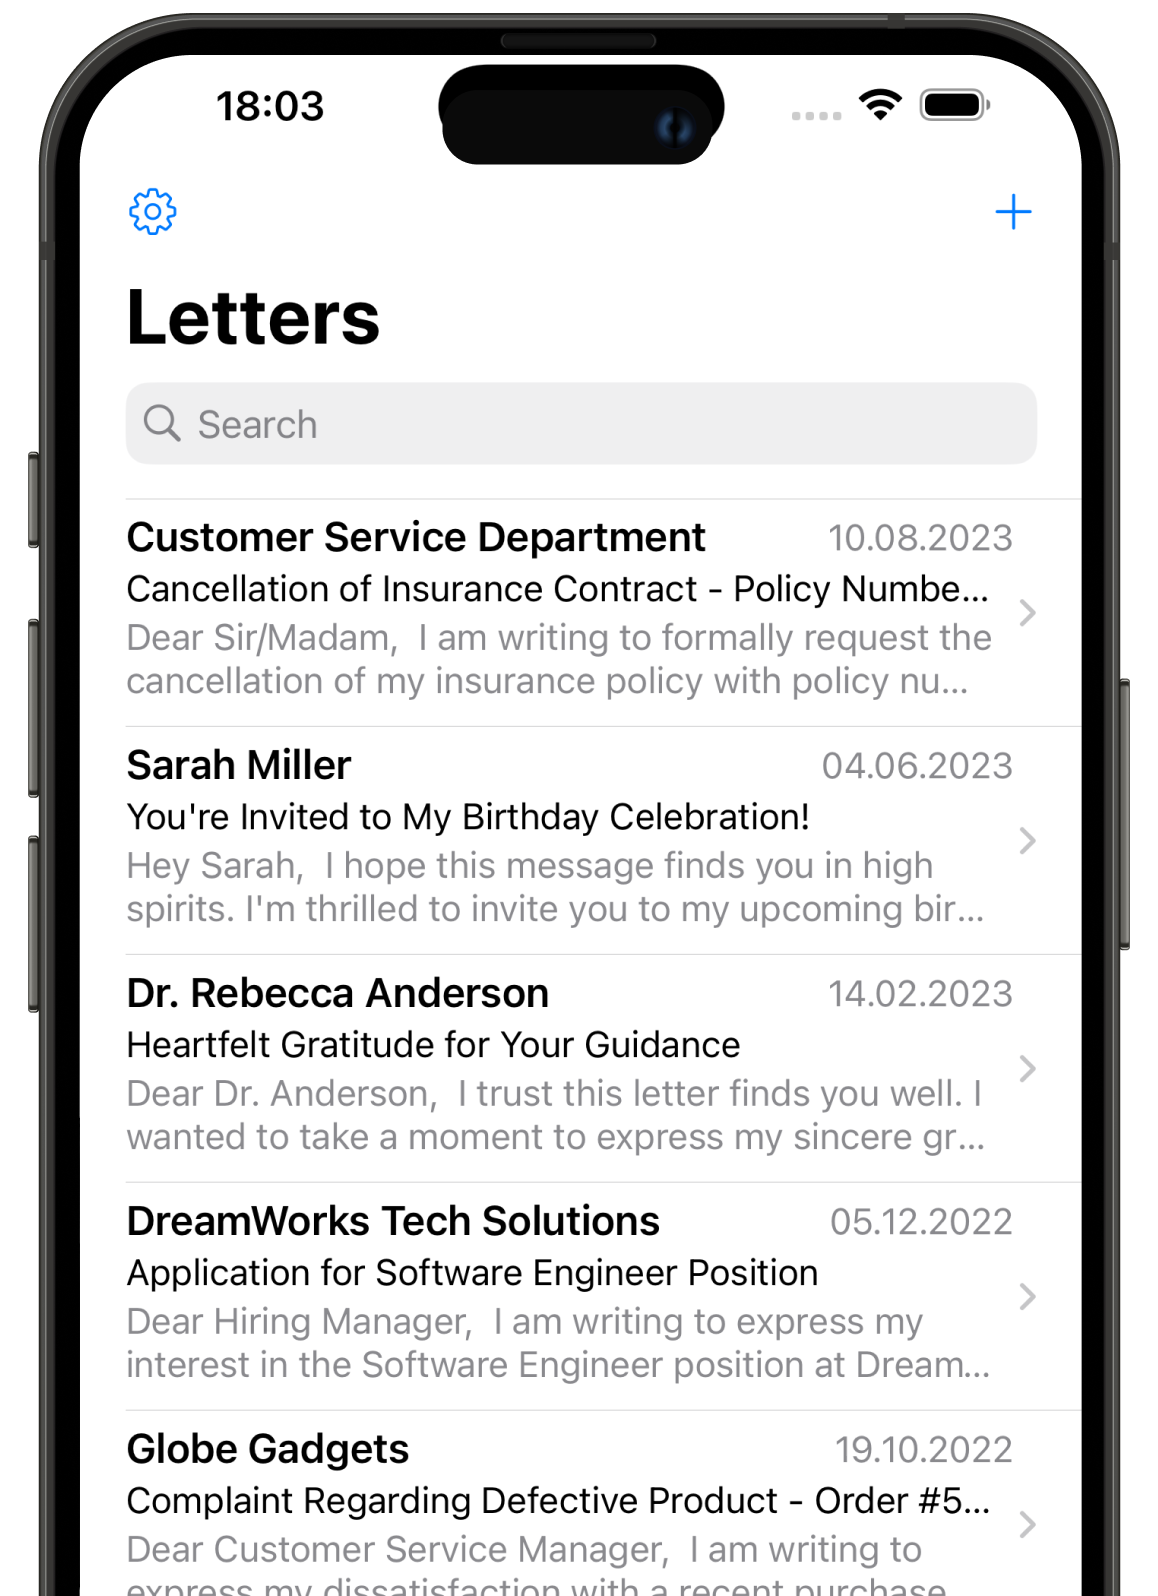 18:03
Letters
Search
Customer Service Department 10.08.2023
Cancellation of Insurance Contract - Policy Numbe...
Dear Sir/Madam,  I am writing to formally request the
cancellation of my insurance policy with policy nu...
Sarah Miller 04.06.2023
You're Invited to My Birthday Celebration!
Hey Sarah,  I hope this message finds you in high
spirits. I'm thrilled to invite you to my upcoming bir...
Dr. Rebecca Anderson 14.02.2023
Heartfelt Gratitude for Your Guidance
Dear Dr. Anderson,  I trust this letter finds you well. I
wanted to take a moment to express my sincere gr...
DreamWorks Tech Solutions 05.12.2022
Application for Software Engineer Position
Dear Hiring Manager,  I am writing to express my
interest in the Software Engineer position at Dream...
Globe Gadgets 19.10.2022
Complaint Regarding Defective Product - Order #5...
Dear Customer Service Manager,  I am writing to
express my dissatisfaction with a recent purchase